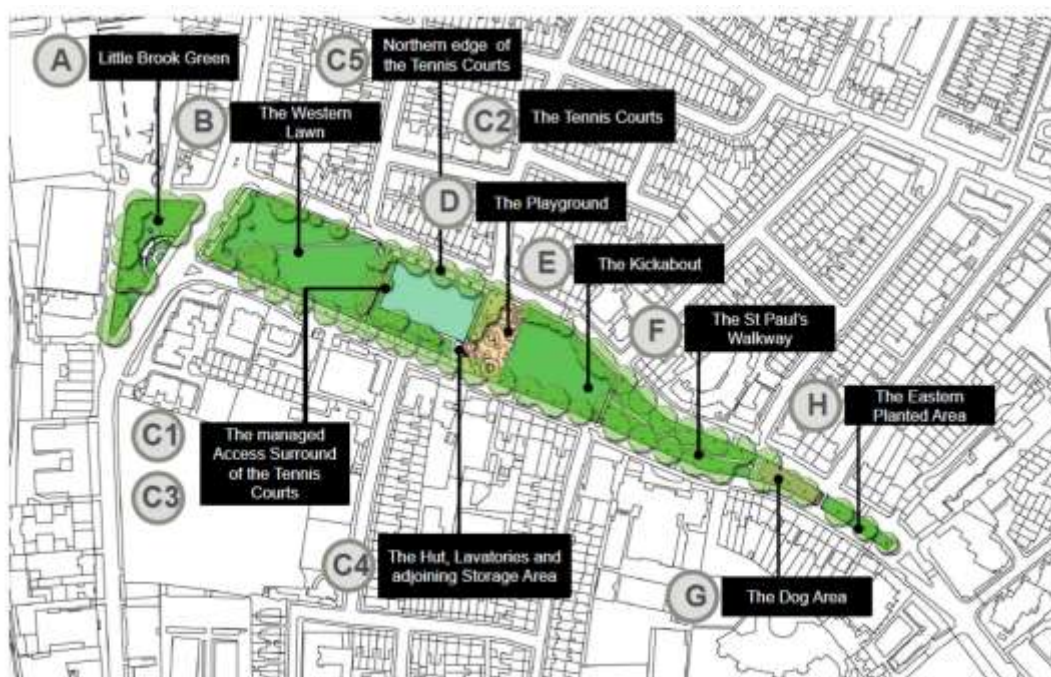 A
Little Brook Green
C5
Northern edge of
the Tennis Courts
B
The Western
Lawn
C2
The Tennis Courts
D
The Playground
E
The Kickabout
F
The St Paul's
Walkway
H
The Eastern
Planted Area
C1
C3
The managed
Access Surround
of the Tennis
Courts
C4
The Hut, Lavatories and
adjoining Storage Area
G
The Dog Area